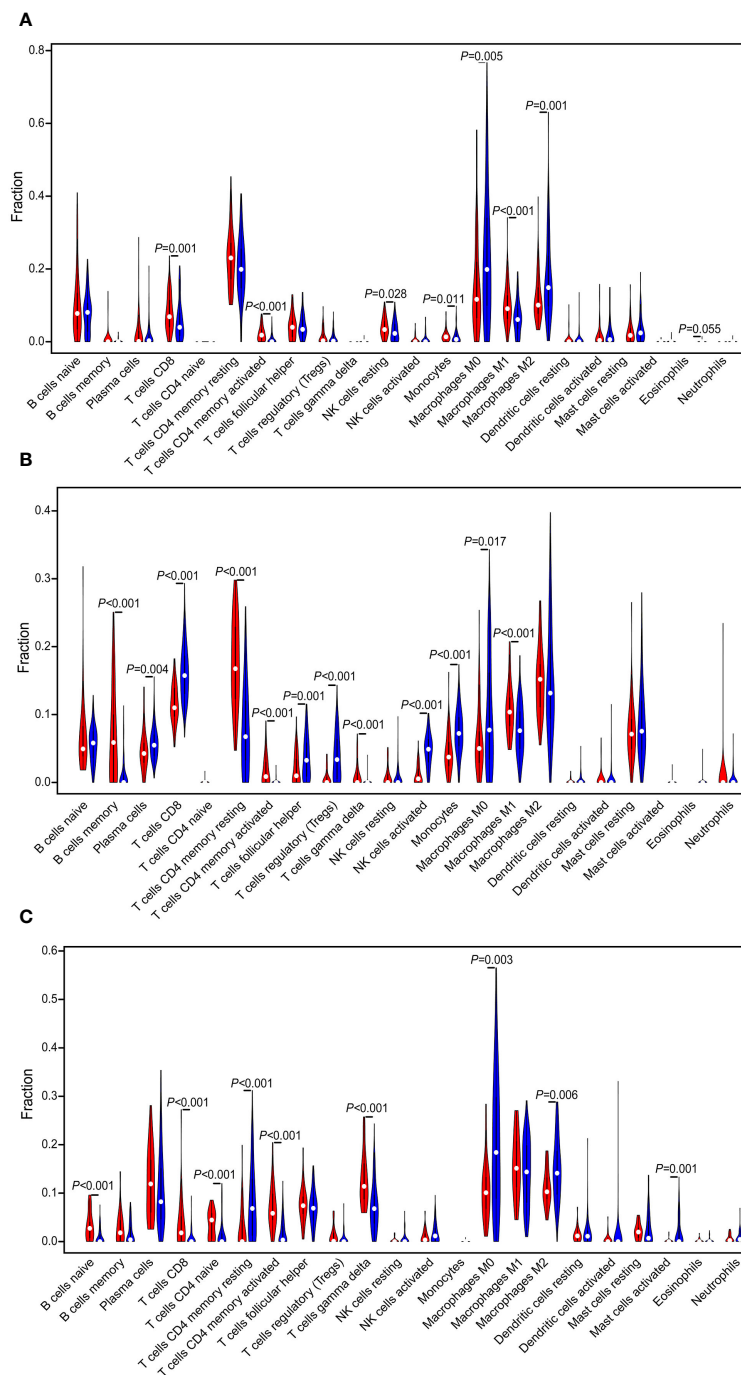 A
Fraction
0.8
0.6
0.4
0.2
0.0
P=0.001
P<0.001
P=0.028
P=0.011
P=0.005
P<0.001
P=0.001
P=0.055
B cells naive
B cells memory
Plasma cells
T cells CD8
T cells CD4 naive
T cells CD4 memory resting
T cells CD4 memory activated
T cells follicular helper
T cells regulatory (Tregs)
T cells gamma delta
NK cells resting
NK cells activated
Monocytes
Macrophages M0
Macrophages M1
Macrophages M2
Dendritic cells resting
Dendritic cells activated
Mast cells resting
Mast cells activated
Eosinophils
Neutrophils
B
Fraction
0.4
0.3
0.2
0.1
0.0
P<0.001
P=0.004
P<0.001
P<0.001
P<0.001
P=0.001
P<0.001
P<0.001
P<0.001
P<0.001
P=0.017
P<0.001
B cells naive
B cells memory
Plasma cells
T cells CD8
T cells CD4 naive
T cells CD4 memory resting
T cells CD4 memory activated
T cells follicular helper
T cells regulatory (Tregs)
T cells gamma delta
NK cells resting
NK cells activated
Monocytes
Macrophages M0
Macrophages M1
Macrophages M2
Dendritic cells resting
Dendritic cells activated
Mast cells resting
Mast cells activated
Eosinophils
Neutrophils
C
Fraction
0.6
0.5
0.4
0.3
0.2
0.1
0.0
P<0.001
P<0.001
P<0.001
P<0.001
P<0.001
P<0.001
P=0.003
P=0.006
P=0.001
B cells naive
B cells memory
Plasma cells
T cells CD8
T cells CD4 naive
T cells CD4 memory resting
T cells CD4 memory activated
T cells follicular helper
T cells regulatory (Tregs)
T cells gamma delta
NK cells resting
NK cells activated
Monocytes
Macrophages M0
Macrophages M1
Macrophages M2
Dendritic cells resting
Dendritic cells activated
Mast cells resting
Mast cells activated
Eosinophils
Neutrophils